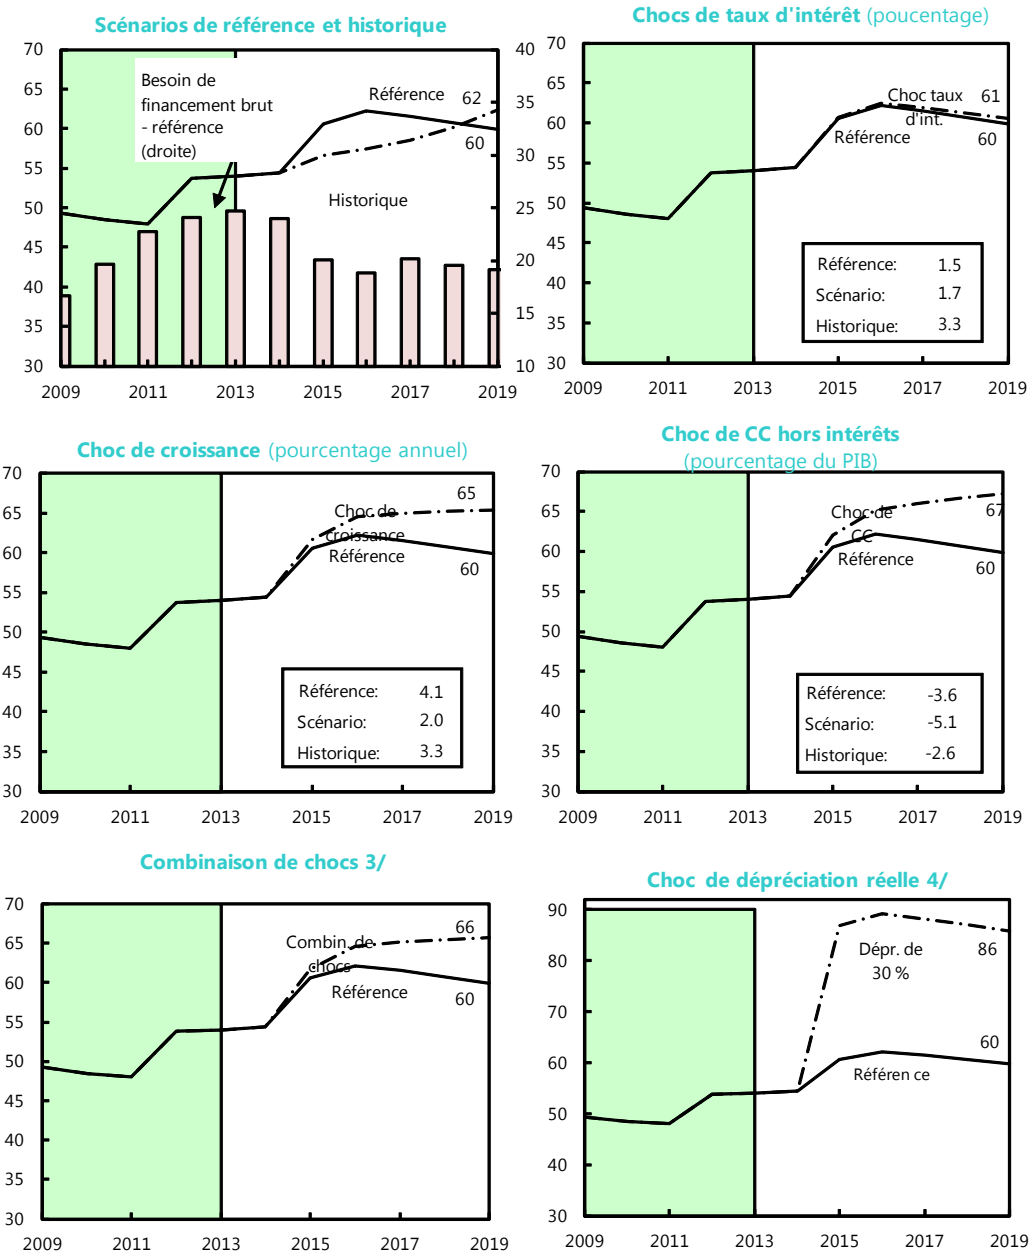 Scénarios de référence et historique
70
65
60
55
50
45
40
35
30
40
35
30
25
20
15
10
Besoin de
financement brut
- référence
(droite)
Référence
62
60
Historique
2009 2011 2013 2015 2017 2019
Chocs de taux d'intérêt (poucentage)
70
65
60
55
50
45
40
35
30
Choc taux
d'int.
61
Référence
60
Référence: 1.5
Scénario: 1.7
Historique: 3.3
2009 2011 2013 2015 2017 2019
Choc de croissance (pourcentage annuel)
70
65
60
55
50
45
40
35
30
65
Choc de
croissance
Référence
60
Référence: 4.1
Scénario: 2.0
Historique: 3.3
2009 2011 2013 2015 2017 2019
Choc de CC hors intérêts
(pourcentage du PIB)
70
65
60
55
50
45
40
35
30
Choc de
CC
67
Référence
60
Référence: -3.6
Scénario: -5.1
Historique: -2.6
2009 2011 2013 2015 2017 2019
Combinaison de chocs 3/
70
65
60
55
50
45
40
35
30
66
Combin. de
chocs
Référence
60
2009 2011 2013 2015 2017 2019
Choc de dépréciation réelle 4/
90
80
70
60
50
40
30
Dépr. de
30 %
86
60
Référen ce
2009 2011 2013 2015 2017 2019